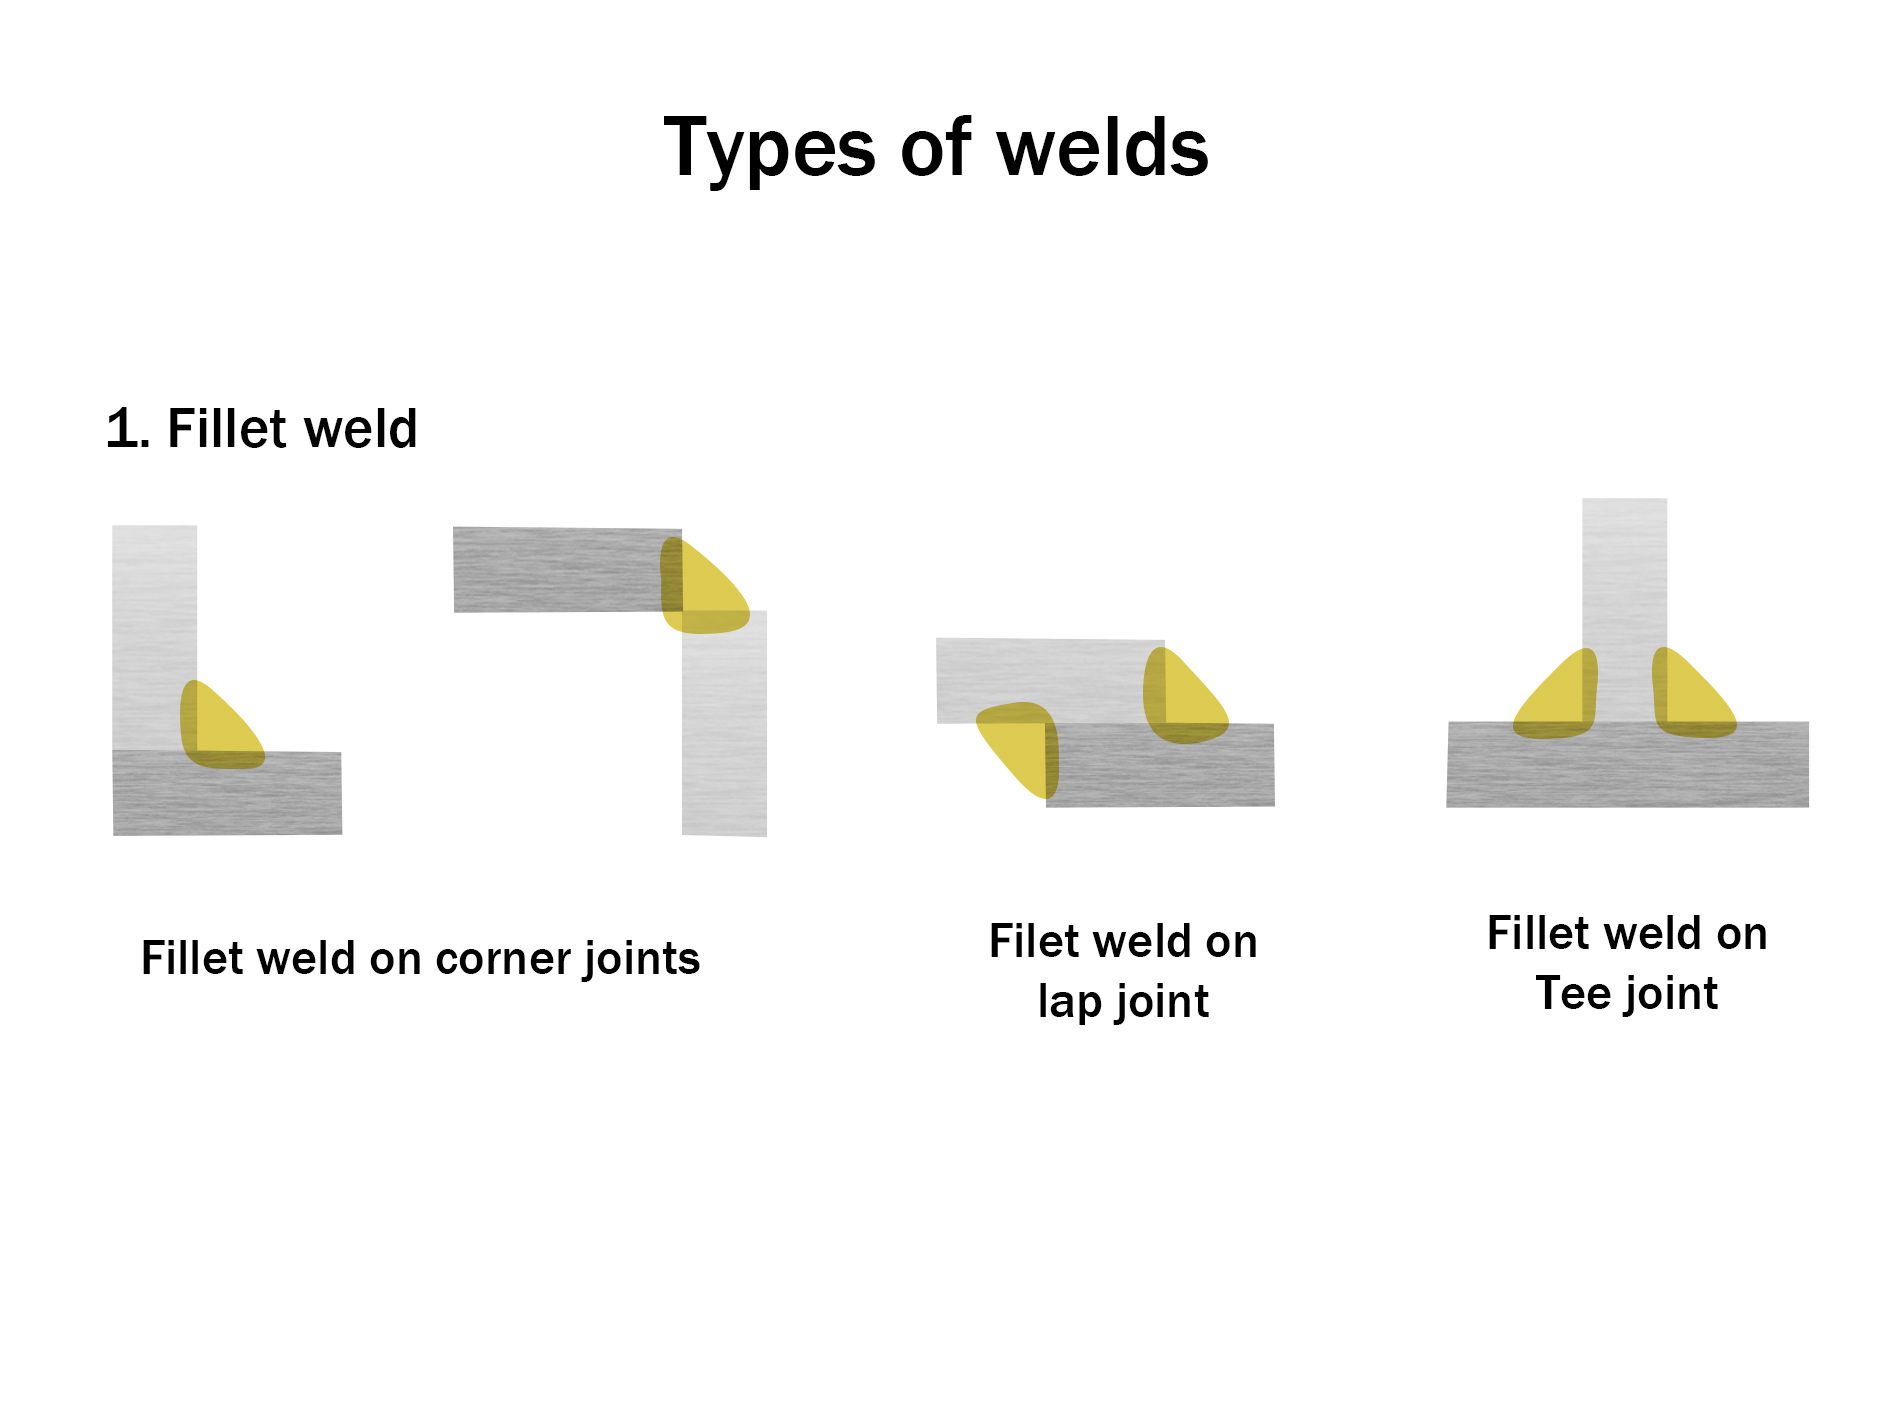 Types of welds
1. Fillet weld
Fillet weld on corner joints
Filet weld on
lap joint
Fillet weld on
Tee joint